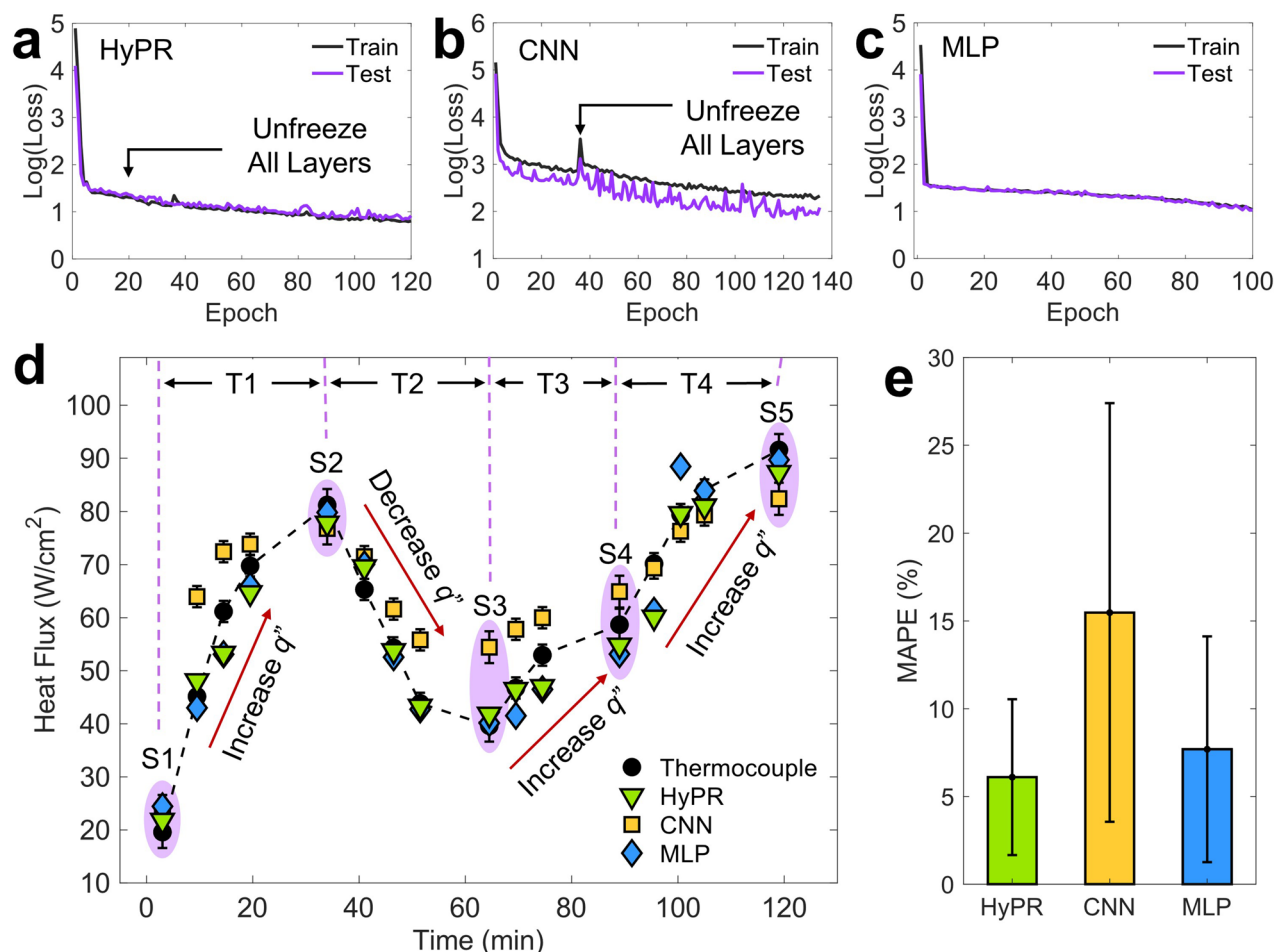 a
HyPR
Train
Test
Unfreeze
All Layers
Log(Loss)
5
4
3
2
1
0
0 20 40 60 80 100 120
Epoch
b
CNN
Train
Test
Unfreeze
All Layers
Log(Loss)
6
5
4
3
2
1
0 20 40 60 80 100 120 140
Epoch
c
MLP
Train
Test
Log(Loss)
5
4
3
2
1
0
0 20 40 60 80 100
Epoch
d
T1 T2 T3 T4
S1
S2
S3
S4
S5
Increase q”
Decrease q”
Increase q”
Increase q”
Thermocouple
HyPR
CNN
MLP
Heat Flux (W/cm²)
100
90
80
70
60
50
40
30
20
10
0 20 40 60 80 100 120
Time (min)
e
MAPE (%)
30
25
20
15
10
5
0
HyPR CNN MLP